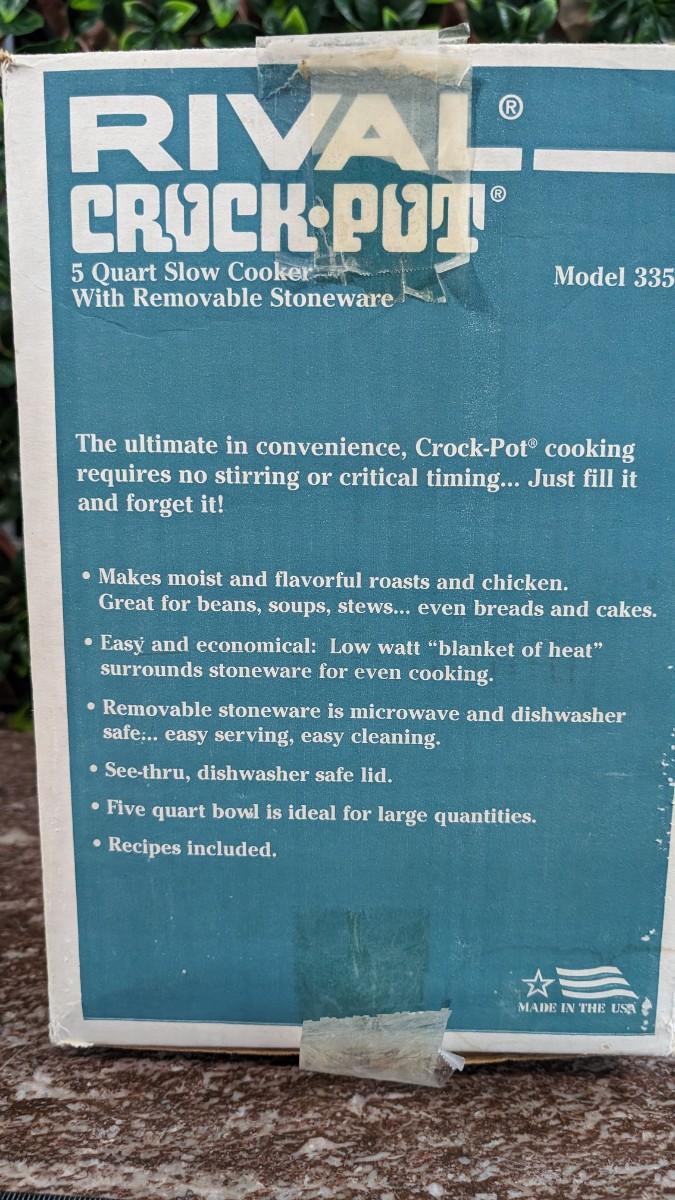 RIVAL®
CROCK·POT®
5 Quart Slow Cooker
With Removable Stoneware
Model 335
The ultimate in convenience, Crock-Pot® cooking
requires no stirring or critical timing... Just fill it
and forget it!
• Makes moist and flavorful roasts and chicken.
Great for beans, soups, stews... even breads and cakes.
• Easy and economical: Low watt “blanket of heat”
surrounds stoneware for even cooking.
• Removable stoneware is microwave and dishwasher
safe... easy serving, easy cleaning.
• See-thru, dishwasher safe lid.
• Five quart bowl is ideal for large quantities.
• Recipes included.
MADE IN THE USA